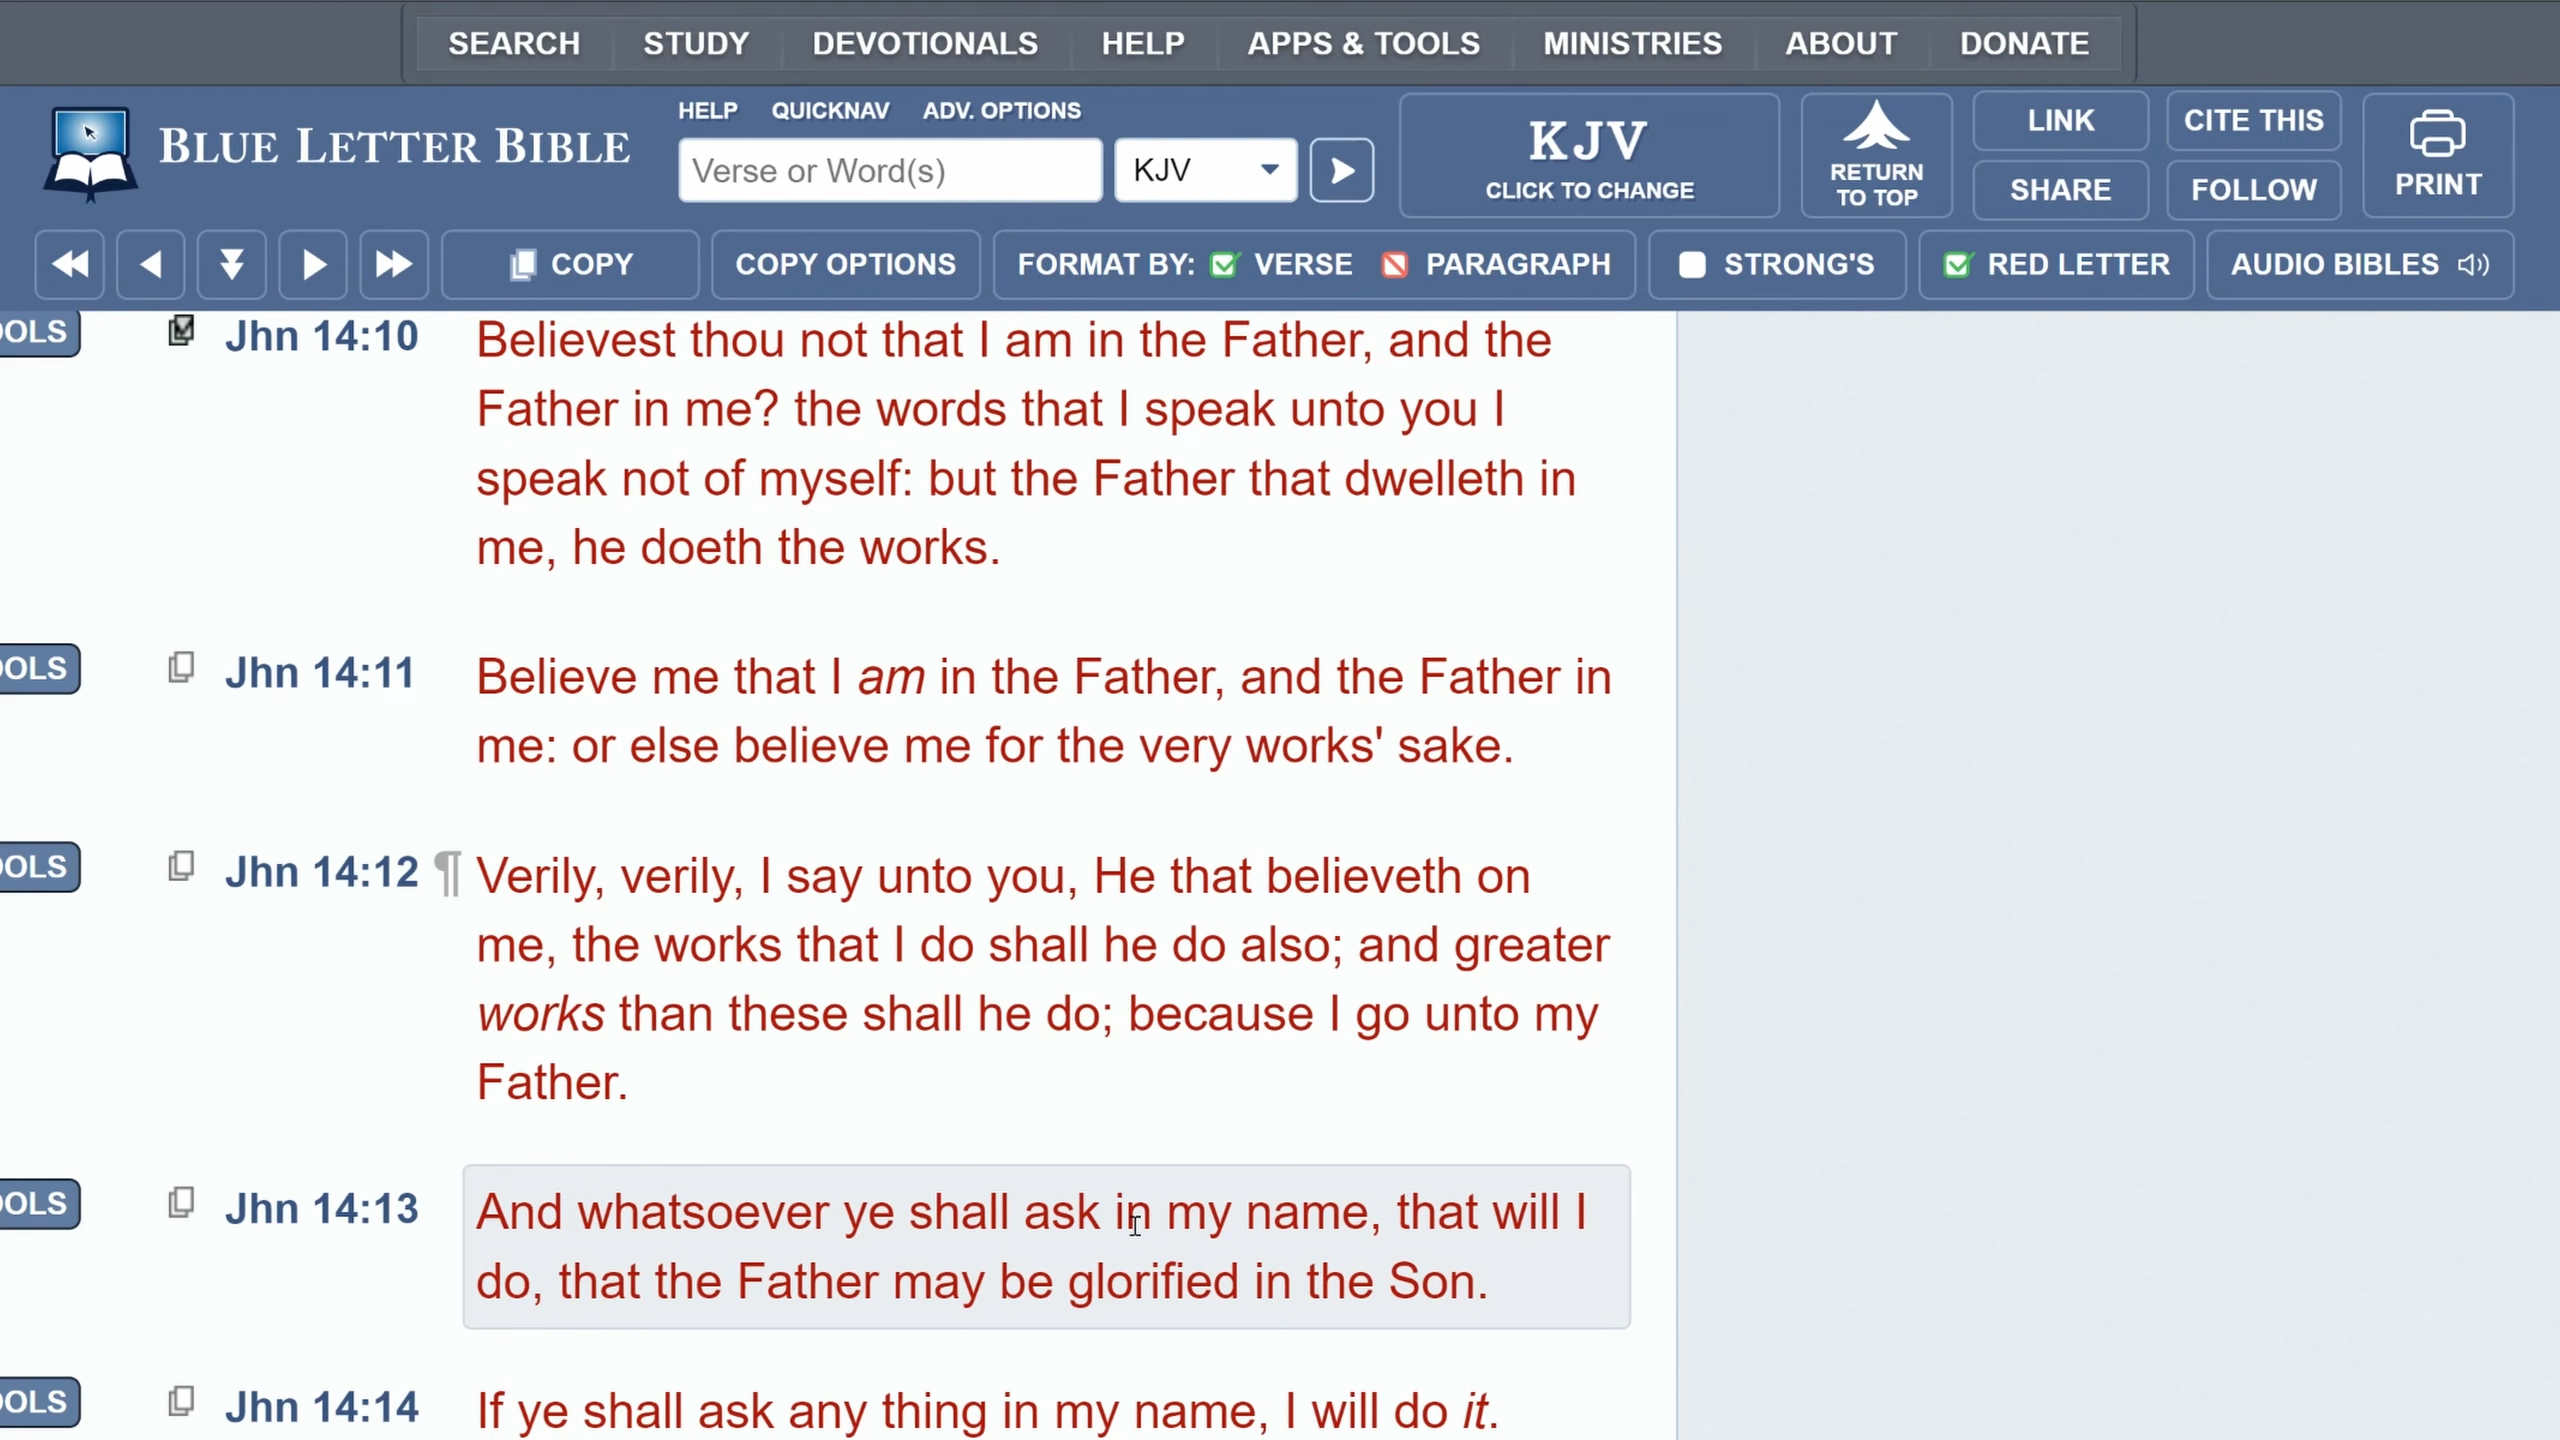 SEARCH STUDY DEVOTIONALS HELP APPS & TOOLS MINISTRIES ABOUT DONATE
BLUE LETTER BIBLE
HELP QUICKNAV ADV. OPTIONS
Verse or Word(s) KJV
KJV
CLICK TO CHANGE
RETURN
TO TOP
LINK CITE THIS
SHARE FOLLOW
PRINT
COPY COPY OPTIONS FORMAT BY: VERSE PARAGRAPH STRONG'S RED LETTER AUDIO BIBLES
OOLS Jhn 14:10 Believest thou not that I am in the Father, and the
Father in me? the words that I speak unto you I
speak not of myself: but the Father that dwelleth in
me, he doeth the works.
OOLS Jhn 14:11 Believe me that I am in the Father, and the Father in
me: or else believe me for the very works' sake.
OOLS Jhn 14:12 ¶ Verily, verily, I say unto you, He that believeth on
me, the works that I do shall he do also; and greater
works than these shall he do; because I go unto my
Father.
OOLS Jhn 14:13 And whatsoever ye shall ask in my name, that will I
do, that the Father may be glorified in the Son.
OOLS Jhn 14:14 If ye shall ask any thing in my name, I will do it.